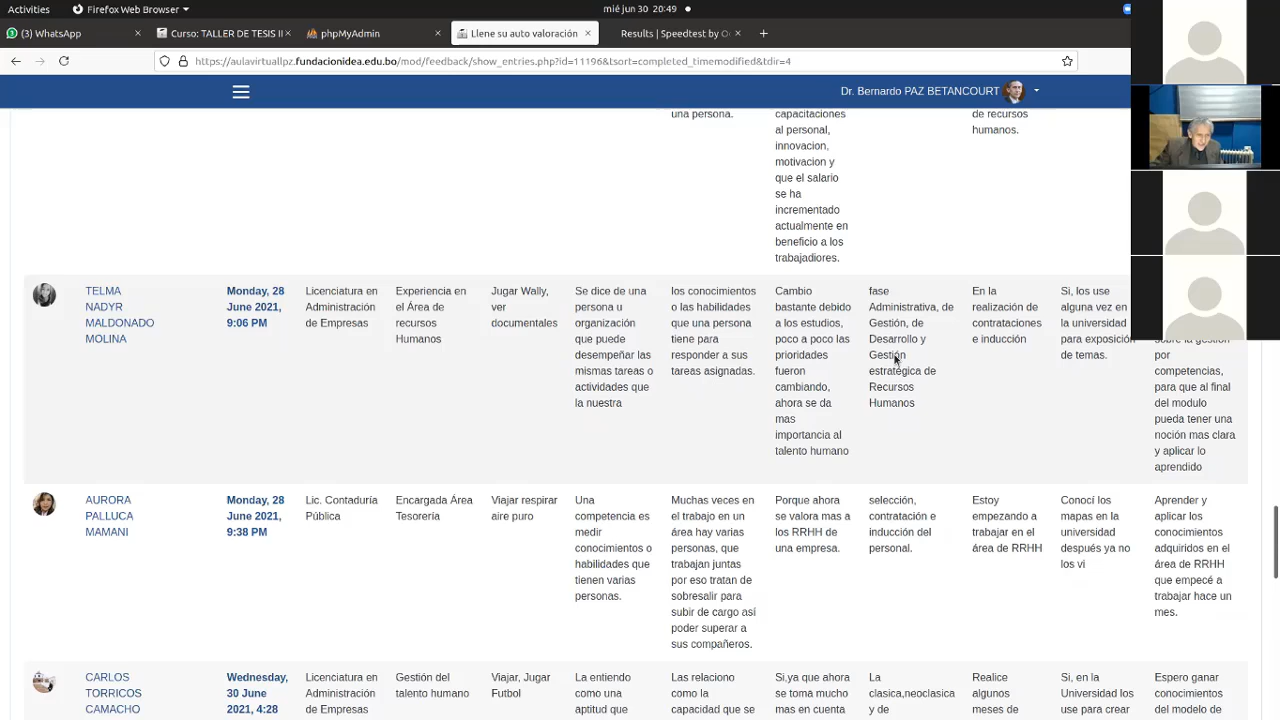 Activities
Firefox Web Browser
mié jun 30 20:49
(3) WhatsApp
Curso: TALLER DE TESIS II
phpMyAdmin
Llene su auto valoración
Results | Speedtest by O
https://aulavirtuallpz.fundacionidea.edu.bo/mod/feedback/show_entries.php?id=11196&tsort=completed_timemodified&tdir=4
Dr. Bernardo PAZ BETANCOURT
una persona.
capacitaciones
al personal,
innovacion,
motivacion y
que el salario
se ha
incrementado
actualmente en
beneficio a los
trabajadiores.
de recursos
humanos.
TELMA
NADYR
MALDONADO
MOLINA
Monday, 28
June 2021,
9:06 PM
Licenciatura en
Administración
de Empresas
Experiencia en
el Área de
recursos
Humanos
Jugar Wally,
ver
documentales
Se dice de una
persona u
organización
que puede
desempeñar las
mismas tareas o
actividades que
la nuestra
los conocimientos
o las habilidades
que una persona
tiene para
responder a sus
tareas asignadas.
Cambio
bastante debido
a los estudios,
poco a poco las
prioridades
fueron
cambiando,
ahora se da
mas
importancia al
talento humano
fase
Administrativa, de
Gestión, de
Desarrollo y
Gestión
estratégica de
Recursos
Humanos
En la
realización de
contrataciones
e inducción
Si, los use
alguna vez en
la universidad
para exposición
de temas.
sobre la gestión
por
competencias,
para que al final
del modulo
pueda tener una
noción mas clara
y aplicar lo
aprendido
AURORA
PALLUCA
MAMANI
Monday, 28
June 2021,
9:38 PM
Lic. Contaduría
Pública
Encargada Área
Tesorería
Viajar respirar
aire puro
Una
competencia es
medir
conocimientos o
habilidades que
tienen varias
personas.
Muchas veces en
el trabajo en un
área hay varias
personas, que
trabajan juntas
por eso tratan de
sobresalir para
subir de cargo así
poder superar a
sus compañeros.
Porque ahora
se valora mas a
los RRHH de
una empresa.
selección,
contratación e
inducción del
personal.
Estoy
empezando a
trabajar en el
área de RRHH
Conocí los
mapas en la
universidad
después ya no
los vi
Aprender y
aplicar los
conocimientos
adquiridos en el
área de RRHH
que empecé a
trabajar hace un
mes.
CARLOS
TORRICOS
CAMACHO
Wednesday,
30 June
2021, 4:28
Licenciatura en
Administración
de Empresas
Gestión del
talento humano
Viajar, Jugar
Futbol
La entiendo
como una
aptitud que
Las relaciono
como la
capacidad que se
Si,ya que ahora
se toma mucho
mas en cuenta
La
clasica,neoclasica
y de
Realice
algunos
meses de
Si, en la
Universidad los
use para crear
Espero ganar
conocimientos
del modelo de